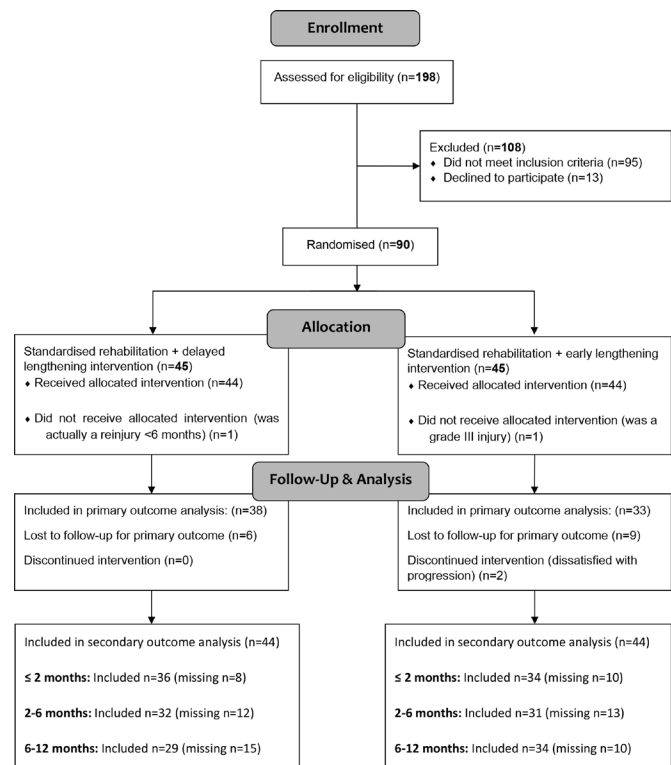 Enrollment
Assessed for eligibility (n=198)
Excluded (n=108)
♦ Did not meet inclusion criteria (n=95)
♦ Declined to participate (n=13)
Randomised (n=90)
Allocation
Standardised rehabilitation + delayed
lengthening intervention (n=45)
♦ Received allocated intervention (n=44)
♦ Did not receive allocated intervention (was
actually a reinjury <6 months) (n=1)
Standardised rehabilitation + early lengthening
intervention (n=45)
♦ Received allocated intervention (n=44)
♦ Did not receive allocated intervention (was a
grade III injury) (n=1)
Follow-Up & Analysis
Included in primary outcome analysis: (n=38)
Lost to follow-up for primary outcome (n=6)
Discontinued intervention (n=0)
Included in primary outcome analysis: (n=33)
Lost to follow-up for primary outcome (n=9)
Discontinued intervention (dissatisfied with
progression) (n=2)
Included in secondary outcome analysis (n=44)
≤ 2 months: Included n=36 (missing n=8)
2-6 months: Included n=32 (missing n=12)
6-12 months: Included n=29 (missing n=15)
Included in secondary outcome analysis (n=44)
≤ 2 months: Included n=34 (missing n=10)
2-6 months: Included n=31 (missing n=13)
6-12 months: Included n=34 (missing n=10)